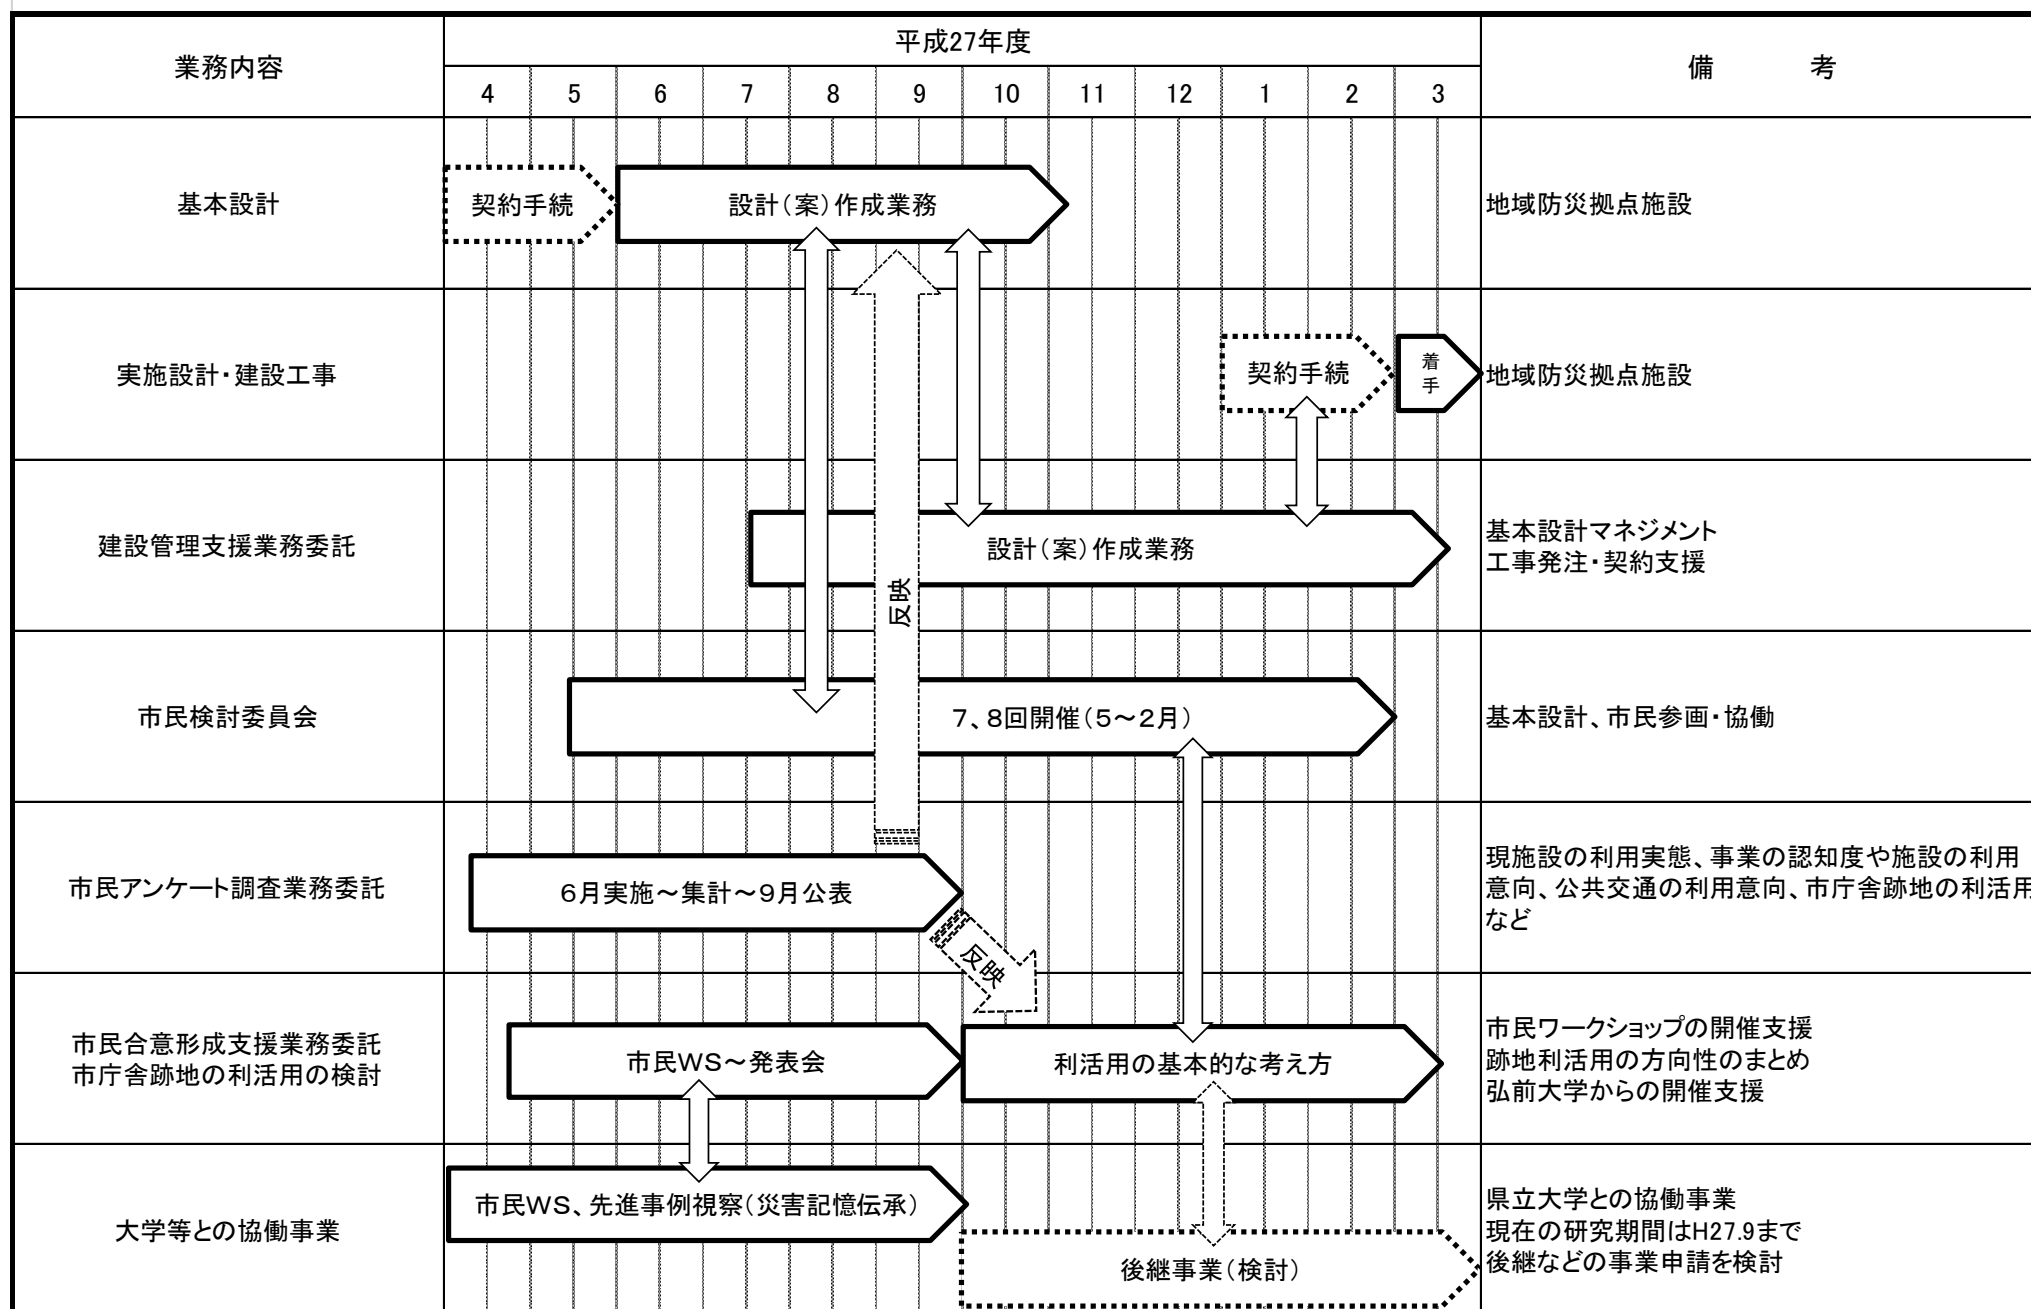 業務内容
平成27年度
備　考
4 5 6 7 8 9 10 11 12 1 2 3
基本設計
契約手続
設計（案）作成業務
地域防災拠点施設
実施設計・建設工事
契約手続
着
手
地域防災拠点施設
建設管理支援業務委託
設計（案）作成業務
基本設計マネジメント
工事発注・契約支援
反映
市民検討委員会
7、8回開催（5～2月）
基本設計、市民参画・協働
市民アンケート調査業務委託
6月実施～集計～9月公表
現施設の利用実態、事業の認知度や施設の利用
意向、公共交通の利用意向、市庁舎跡地の利活用
など
反映
市民合意形成支援業務委託
市庁舎跡地の利活用の検討
市民WS～発表会
利活用の基本的な考え方
市民ワークショップの開催支援
跡地利活用の方向性のまとめ
弘前大学からの開催支援
大学等との協働事業
市民WS、先進事例視察（災害記憶伝承）
後継事業（検討）
県立大学との協働事業
現在の研究期間はH27.9まで
後継などの事業申請を検討